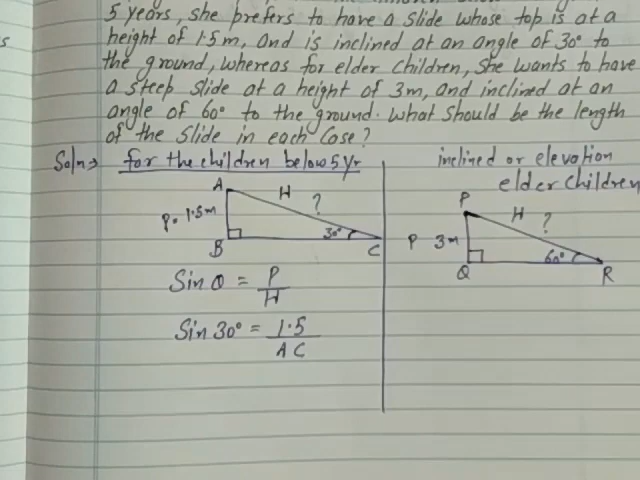 5 years, she prefers to have a slide whose top is at a
height of 1.5m, and is inclined at an angle of 30° to
the ground, whereas for elder children, she wants to have
a steep slide at a height of 3m, and inclined at an
angle of 60° to the ground. what should be the length
of the slide in each case?
Soln⇒ for the children below 5 yr
A
H
?
P= 1.5m
B
30°
C
Sin θ = P/H
Sin 30° = 1.5/AC
inclined or elevation
elder children
P
H
?
P 3m
60°
Q
R